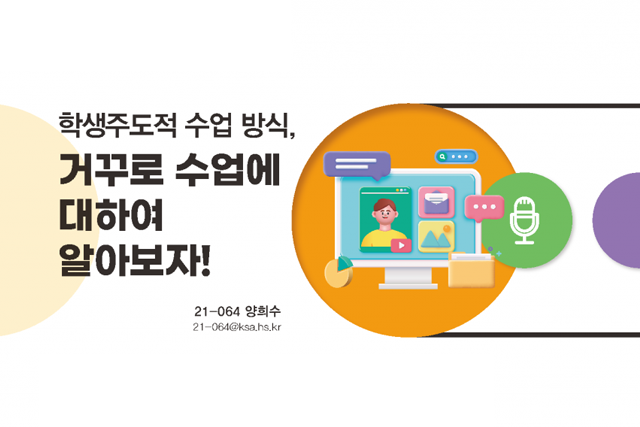 학생주도적 수업 방식,
거꾸로 수업에
대하여
알아보자!
21-064 양희수
21-064@ksa.hs.kr